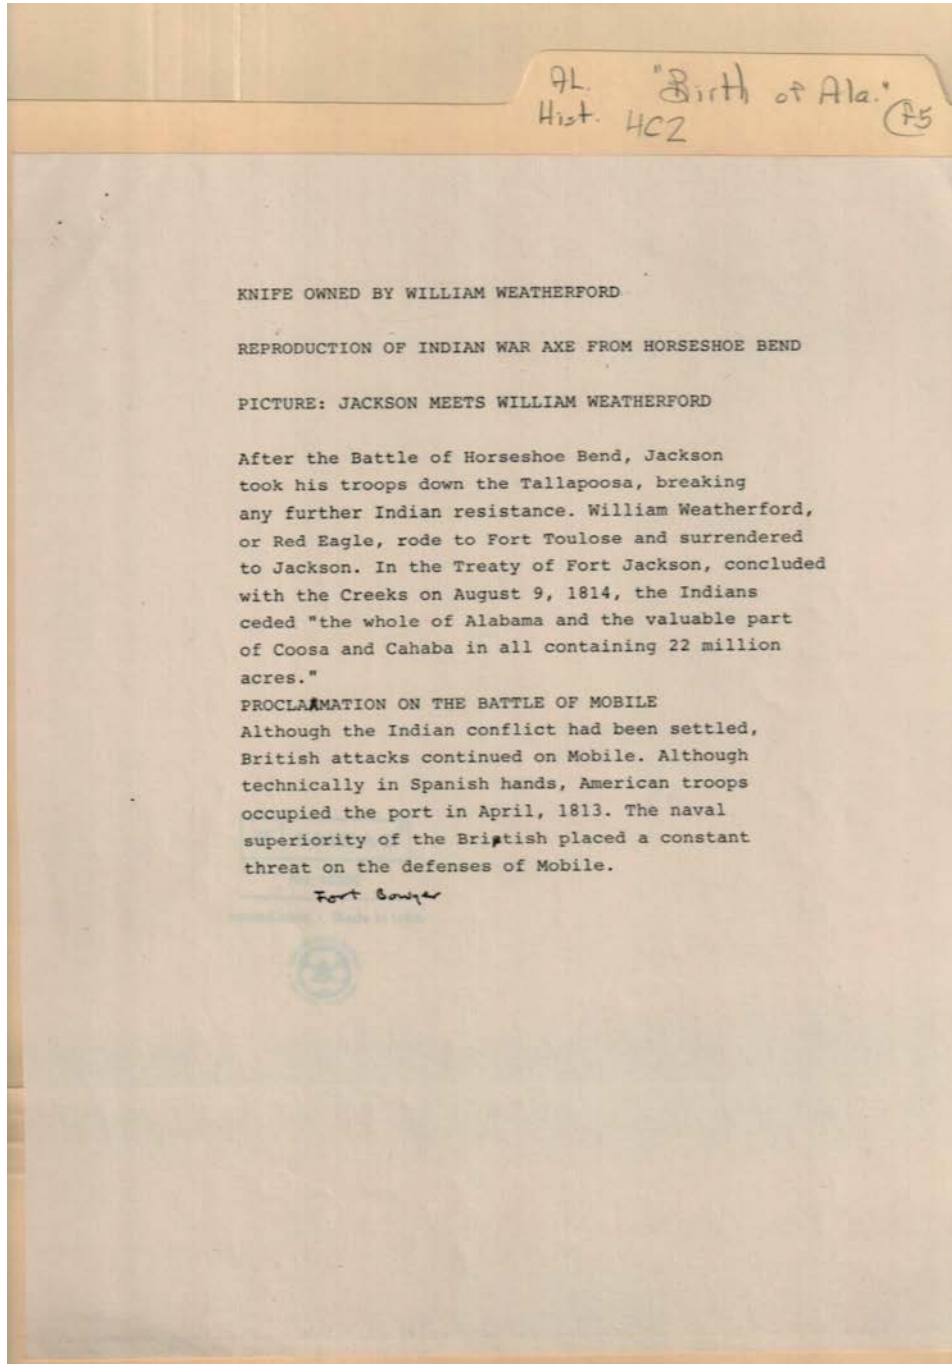 AL. "Birth of Ala."
Hist. 4C2
KNIFE OWNED BY WILLIAM WEATHERFORD
REPRODUCTION OF INDIAN WAR AXE FROM HORSESHOE BEND
PICTURE: JACKSON MEETS WILLIAM WEATHERFORD
After the Battle of Horseshoe Bend, Jackson
took his troops down the Tallapoosa, breaking
any further Indian resistance. William Weatherford,
or Red Eagle, rode to Fort Toulose and surrendered
to Jackson. In the Treaty of Fort Jackson, concluded
with the Creeks on August 9, 1814, the Indians
ceded "the whole of Alabama and the valuable part
of Coosa and Cahaba in all containing 22 million
acres."
PROCLAMATION ON THE BATTLE OF MOBILE
Although the Indian conflict had been settled,
British attacks continued on Mobile. Although
technically in Spanish hands, American troops
occupied the port in April, 1813. The naval
superiority of the British placed a constant
threat on the defenses of Mobile.
Fort Bowyer